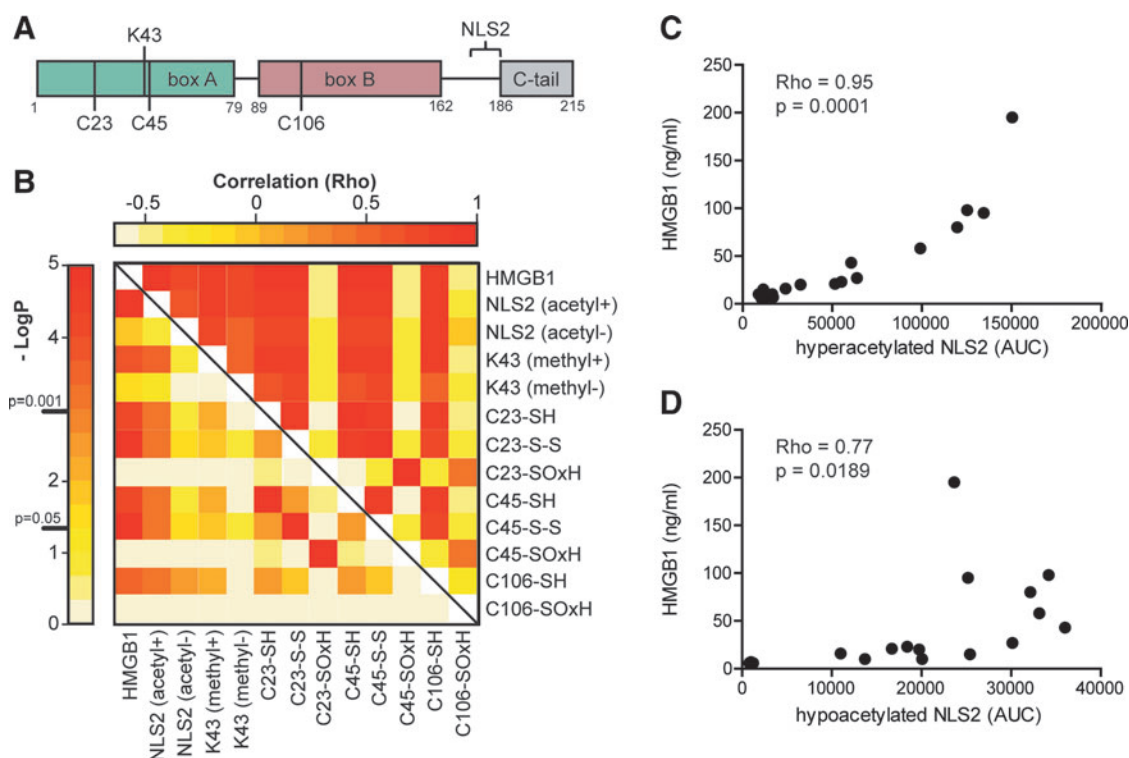 A
K43
NLS2
box A
box B
C-tail
1
79
89
162
186
215
C23
C45
C106
B
Correlation (Rho)
-0.5
0
0.5
1
5
4
p=0.001
2
p=0.05
1
0
- LogP
HMGB1
NLS2 (acetyl+)
NLS2 (acetyl-)
K43 (methyl+)
K43 (methyl-)
C23-SH
C23-S-S
C23-SOxH
C45-SH
C45-S-S
C45-SOxH
C106-SH
C106-SOxH
HMGB1
NLS2 (acetyl+)
NLS2 (acetyl-)
K43 (methyl+)
K43 (methyl-)
C23-SH
C23-S-S
C23-SOxH
C45-SH
C45-S-S
C45-SOxH
C106-SH
C106-SOxH
C
Rho = 0.95
p = 0.0001
HMGB1 (ng/ml)
250
200
150
100
50
0
0
50000
100000
150000
200000
hyperacetylated NLS2 (AUC)
D
Rho = 0.77
p = 0.0189
HMGB1 (ng/ml)
250
200
150
100
50
0
0
10000
20000
30000
40000
hypoacetylated NLS2 (AUC)